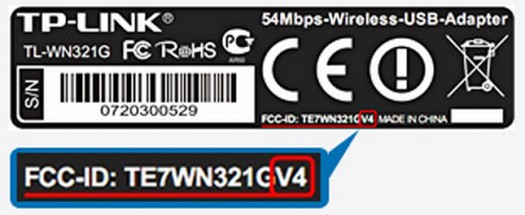 TP-LINK®
54Mbps-Wireless-USB-Adapter
TL-WN321G FC RoHS
S/N
0720300529
CE
FCC-ID: TE7WN321GV4 MADE IN CHINA
FCC-ID: TE7WN321GV4